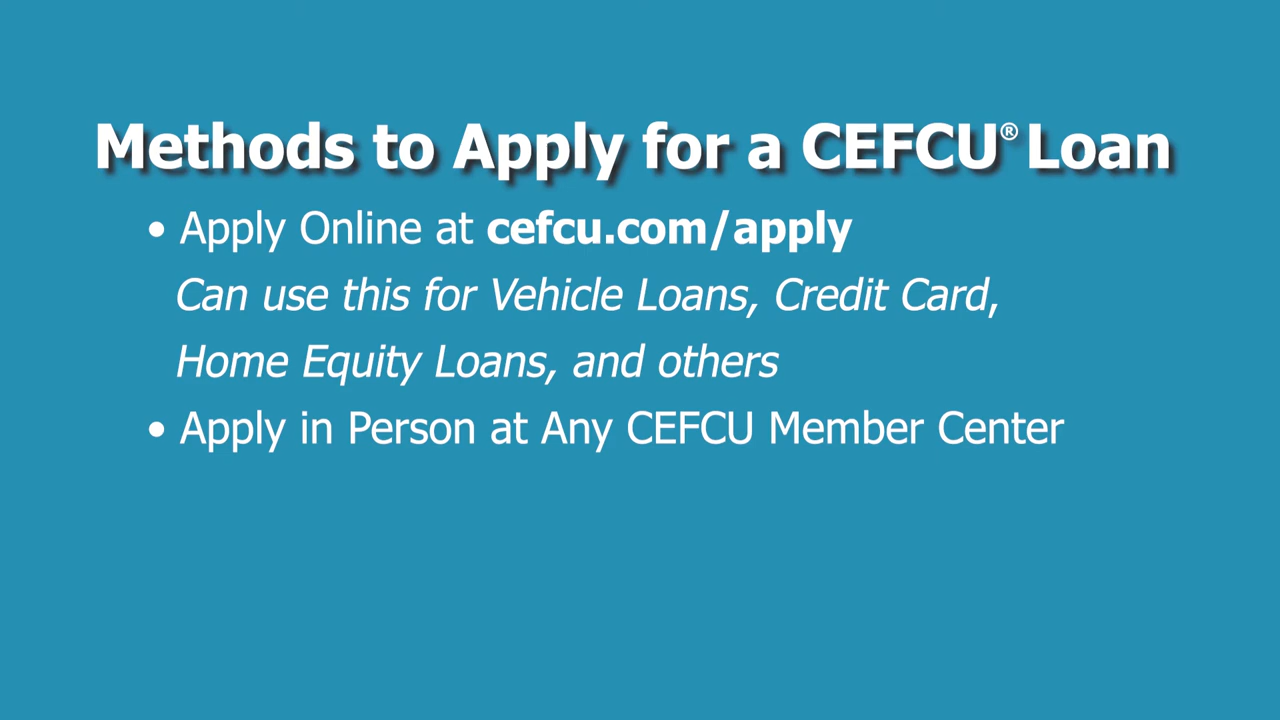 Methods to Apply for a CEFCU® Loan
• Apply Online at cefcu.com/apply
Can use this for Vehicle Loans, Credit Card,
Home Equity Loans, and others
• Apply in Person at Any CEFCU Member Center